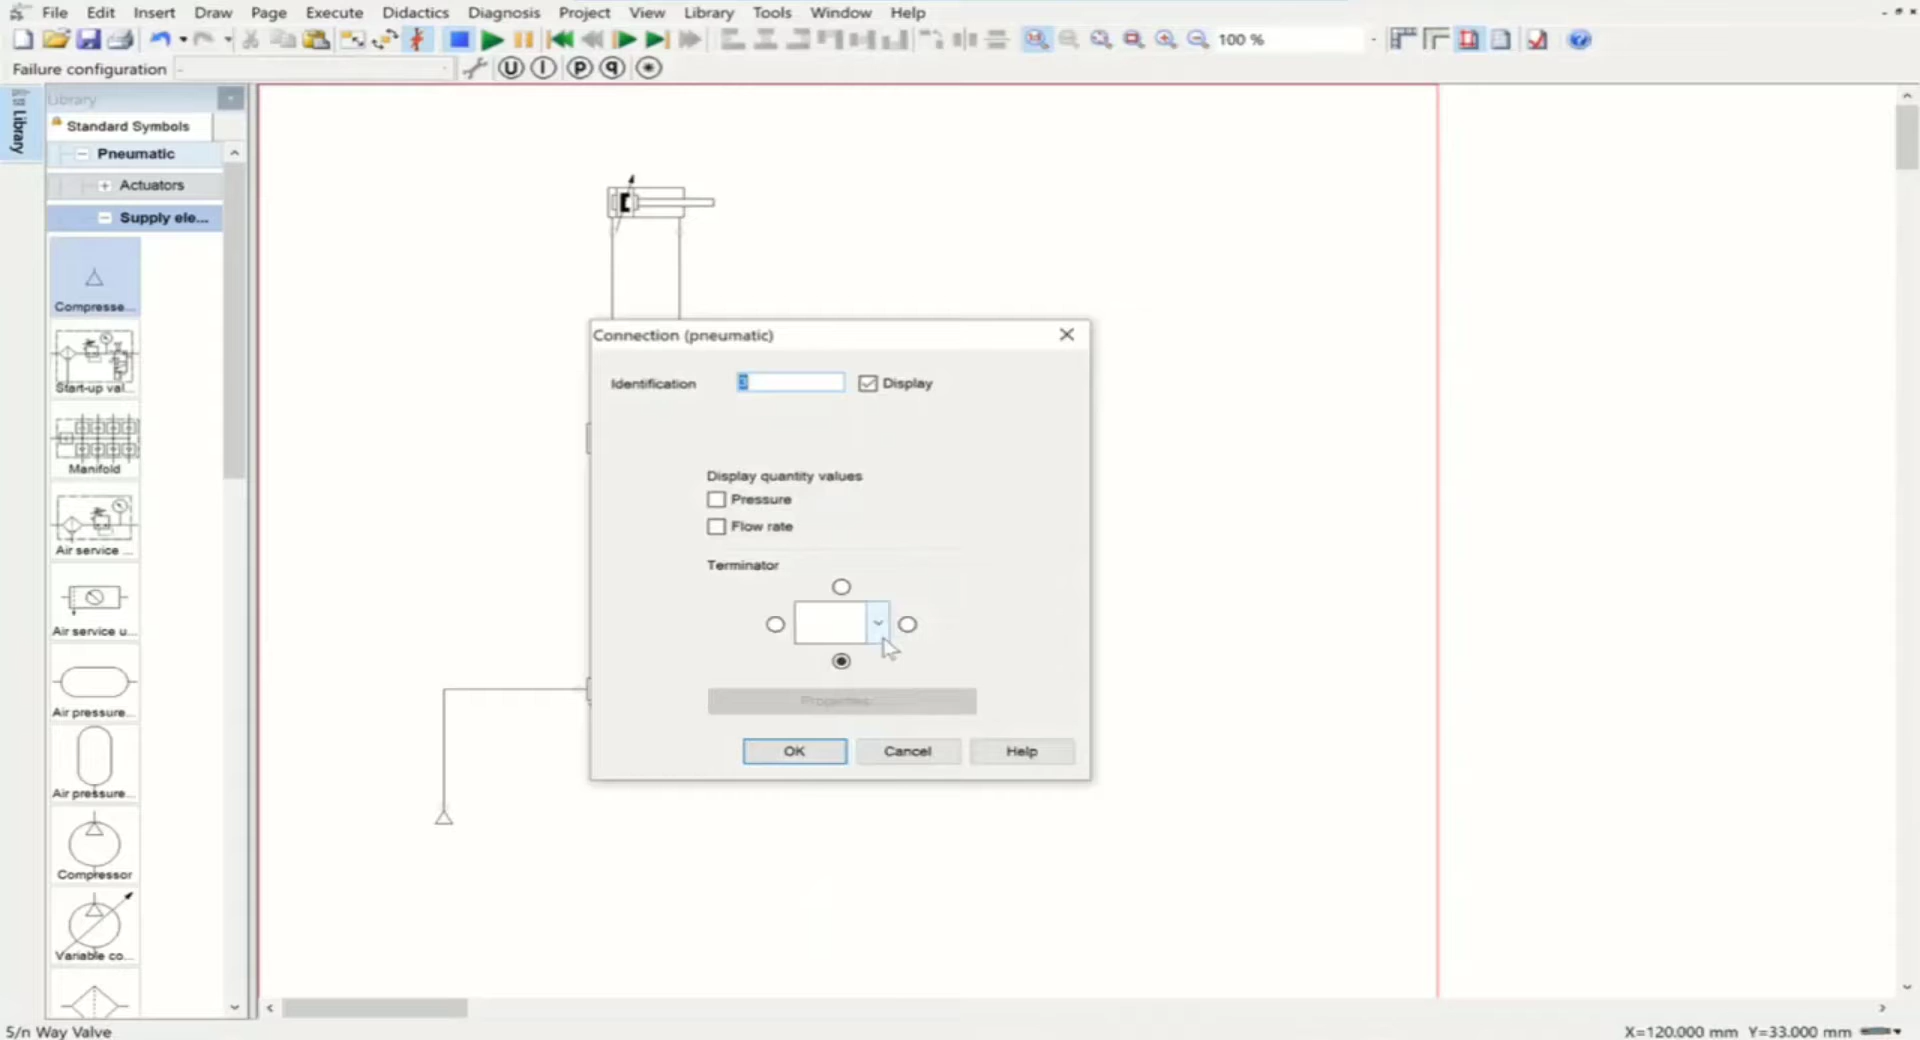 File Edit Insert Draw Page Execute Didactics Diagnosis Project View Library Tools Window Help
100 %
Failure configuration -
U I p q
Library
Library
Standard Symbols
Pneumatic
Actuators
Supply ele...
Compresse...
Start-up val...
Manifold
Air service ...
Air service u...
Air pressure...
Air pressure...
Compressor
Variable co...
Connection (pneumatic)
Identification 3 Display
Display quantity values
Pressure
Flow rate
Terminator
Properties
OK Cancel Help
5/n Way Valve
X=120.000 mm Y=33.000 mm